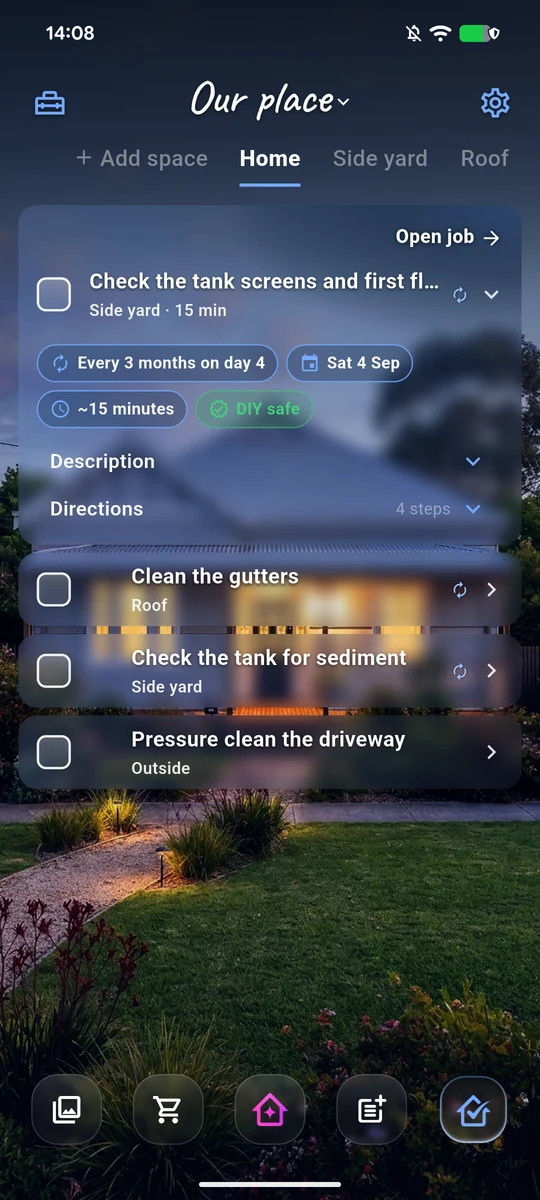 14:08
Our place
+ Add space Home Side yard Roof
Open job →
Check the tank screens and first fl...
Side yard · 15 min
Every 3 months on day 4 Sat 4 Sep
~15 minutes DIY safe
Description
Directions 4 steps
Clean the gutters
Roof
Check the tank for sediment
Side yard
Pressure clean the driveway
Outside